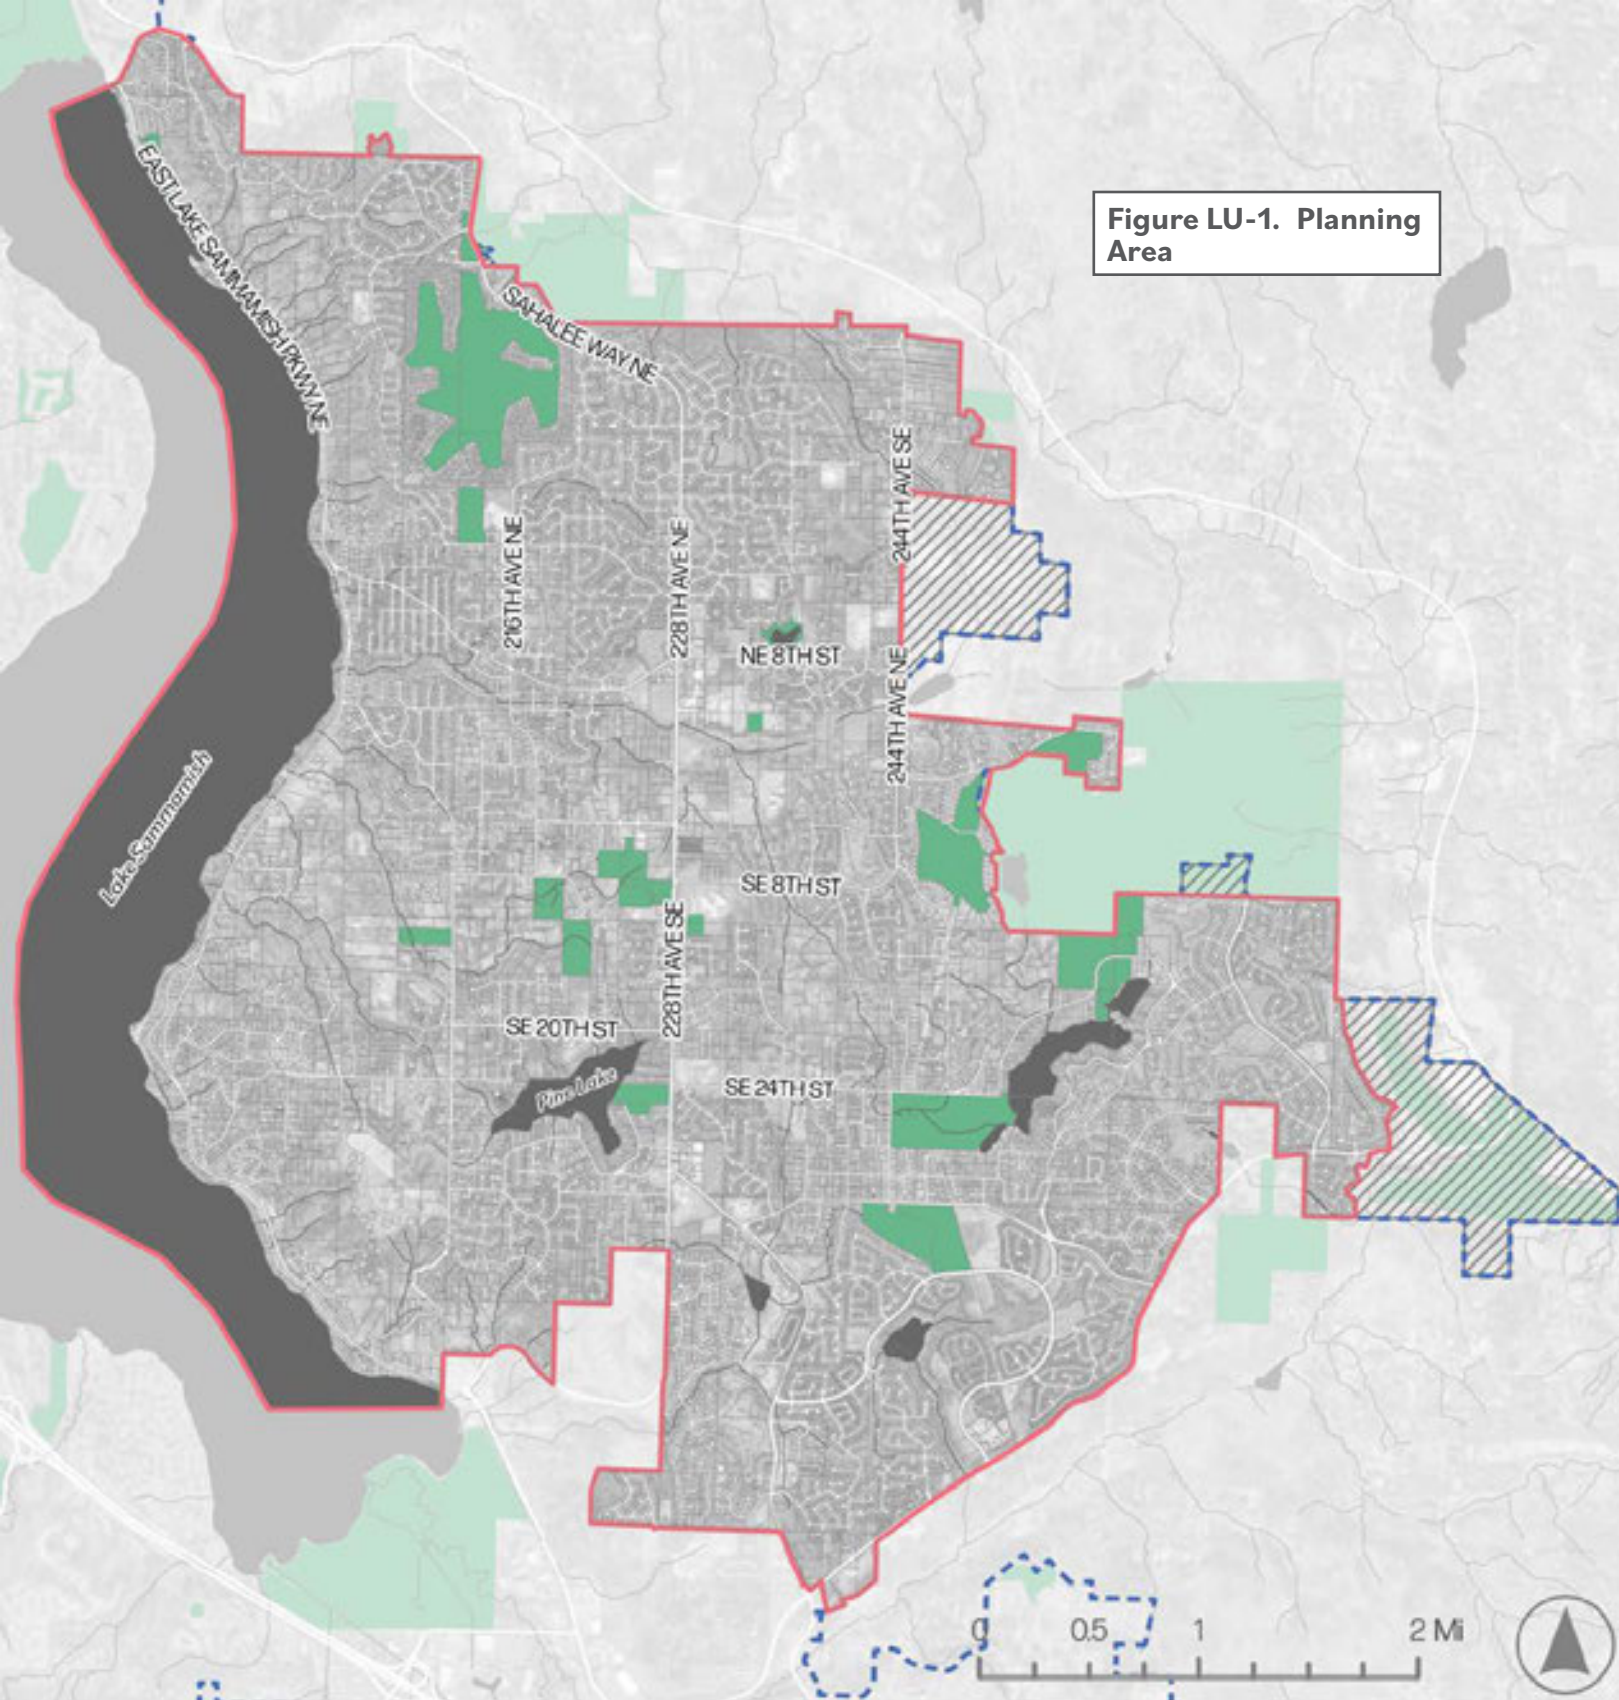 Figure LU-1. Planning
Area
EAST LAKE SAMMAMISH PKWY NE
SAHALEE WAY NE
244TH AVE SE
216TH AVE NE
228TH AVE NE
NE 8TH ST
244TH AVE NE
Lake Sammamish
SE 8TH ST
228TH AVE SE
SE 20TH ST
Pine Lake
SE 24TH ST
0 0.5 1 2 Mi